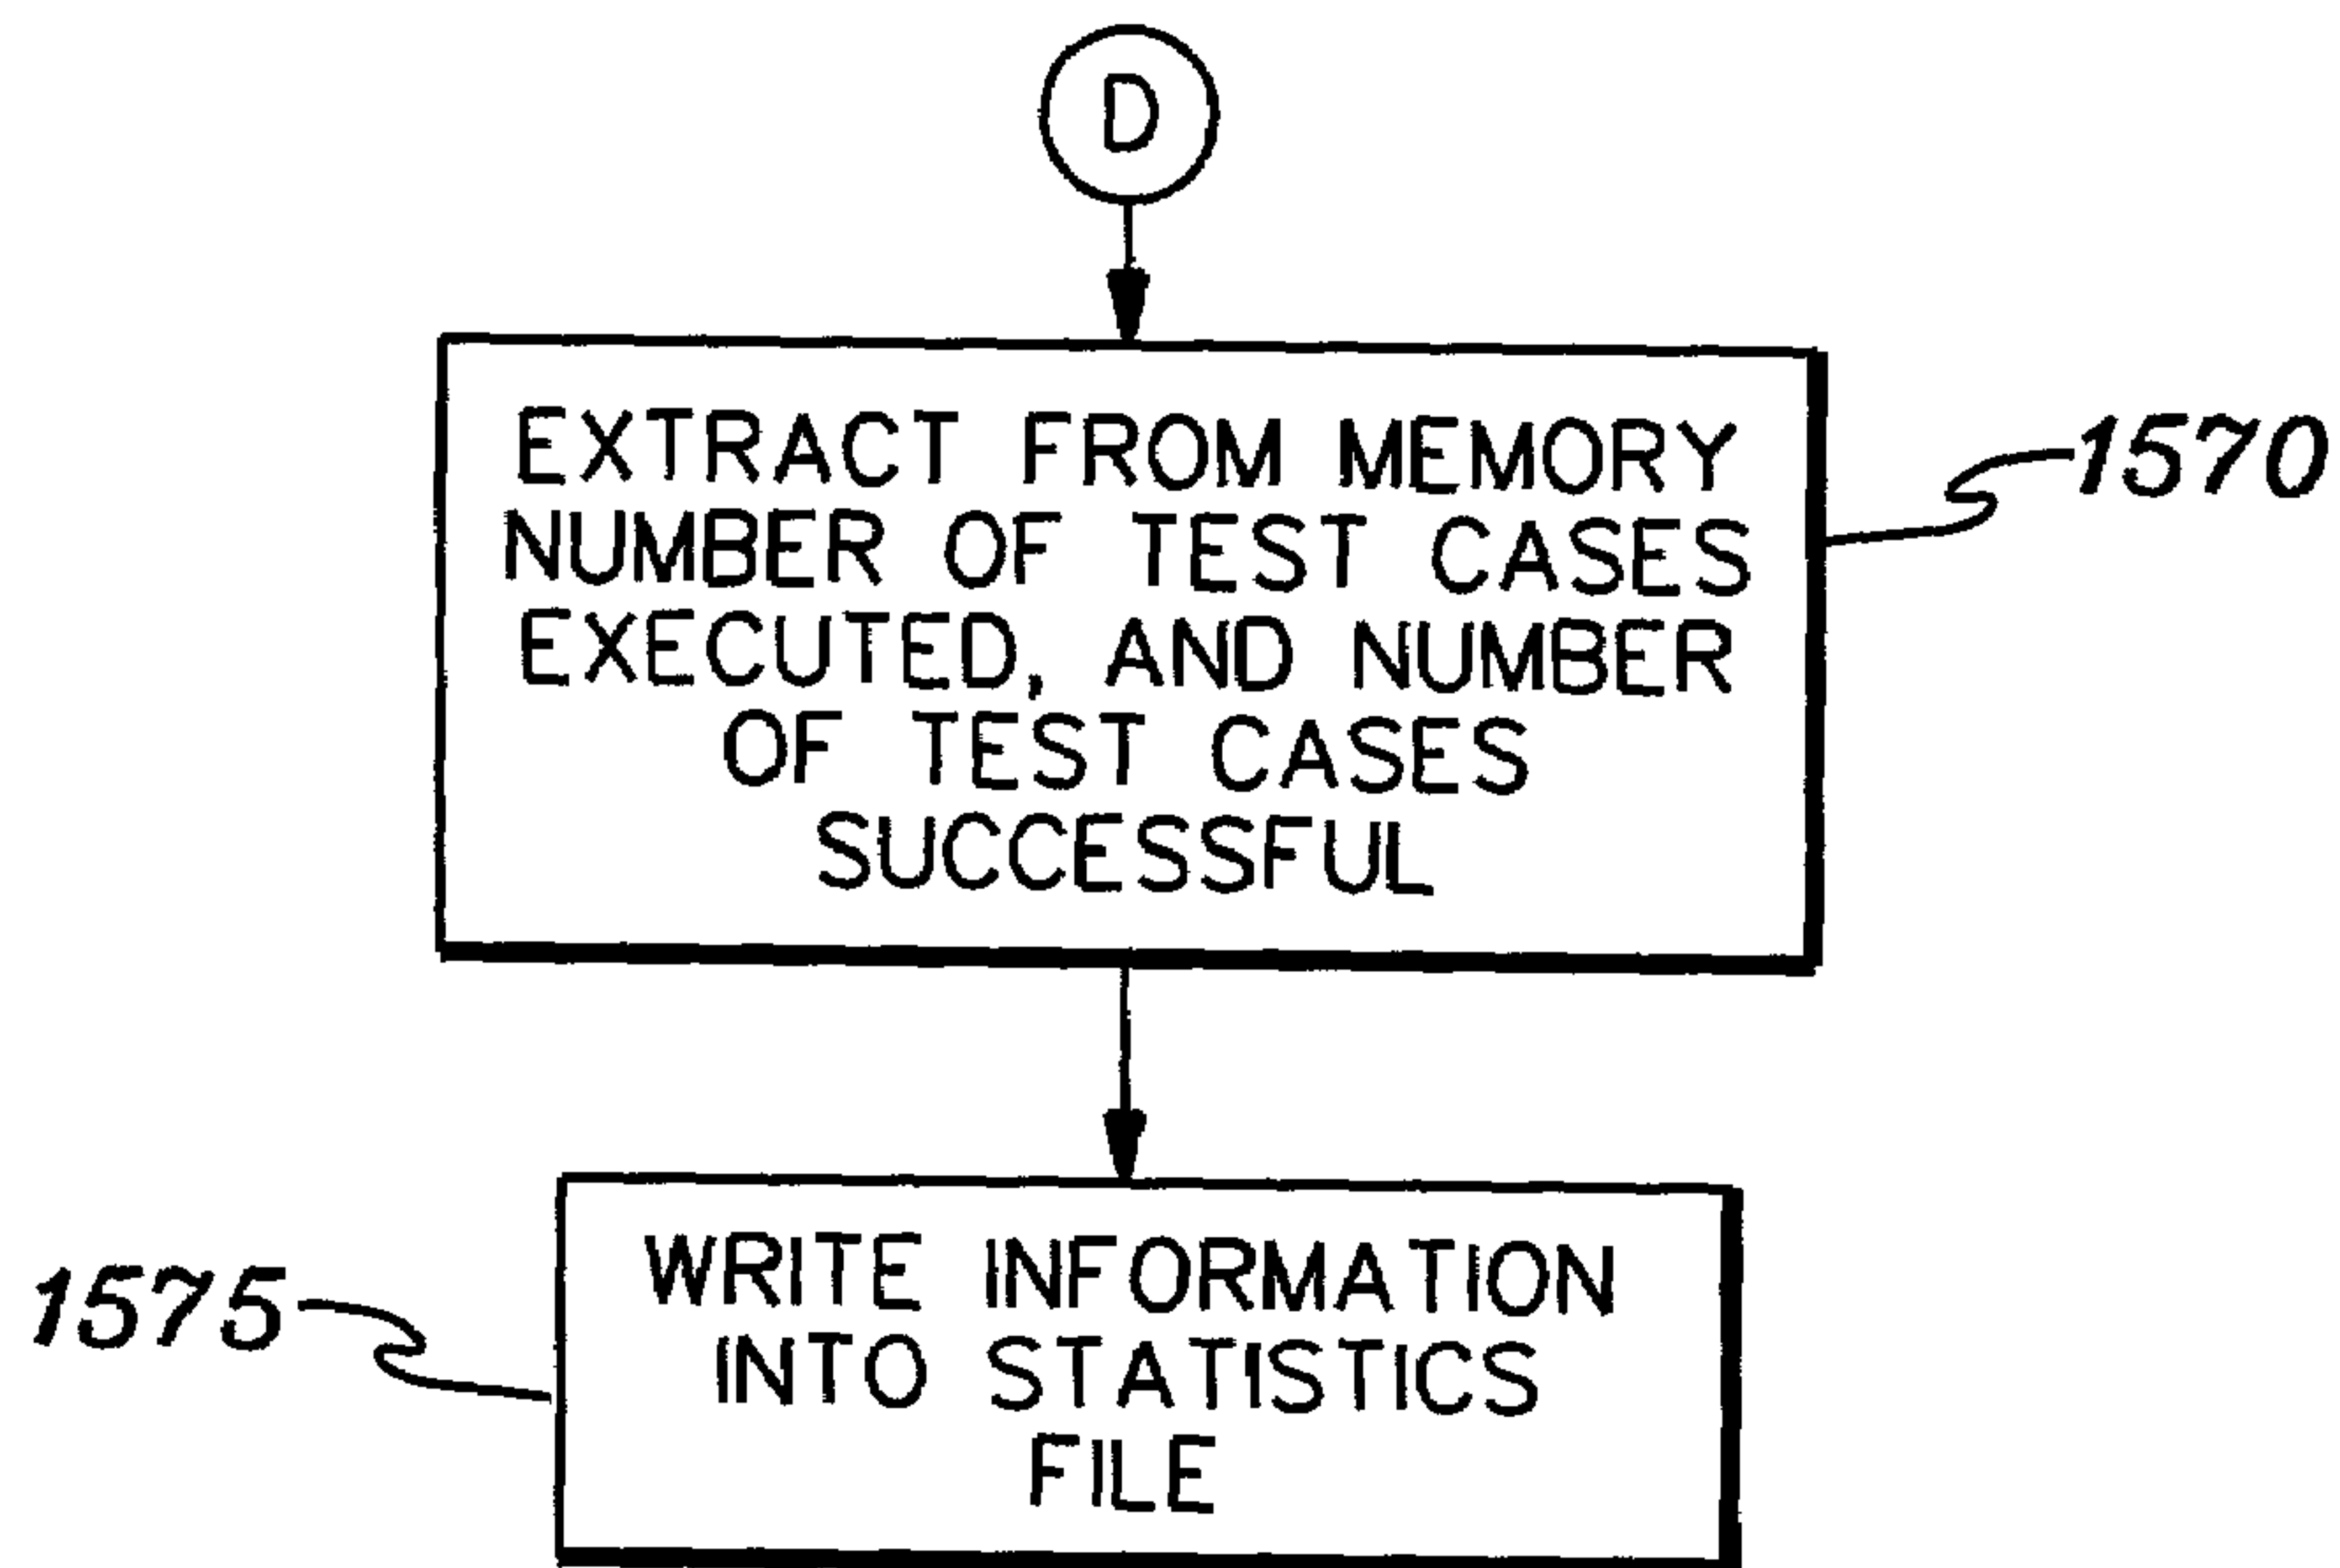 D
EXTRACT FROM MEMORY
NUMBER OF TEST CASES
EXECUTED, AND NUMBER
OF TEST CASES
SUCCESSFUL
1570
WRITE INFORMATION
INTO STATISTICS
FILE
1575